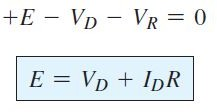 +E − V_D − V_R = 0
E = V_D + I_DR